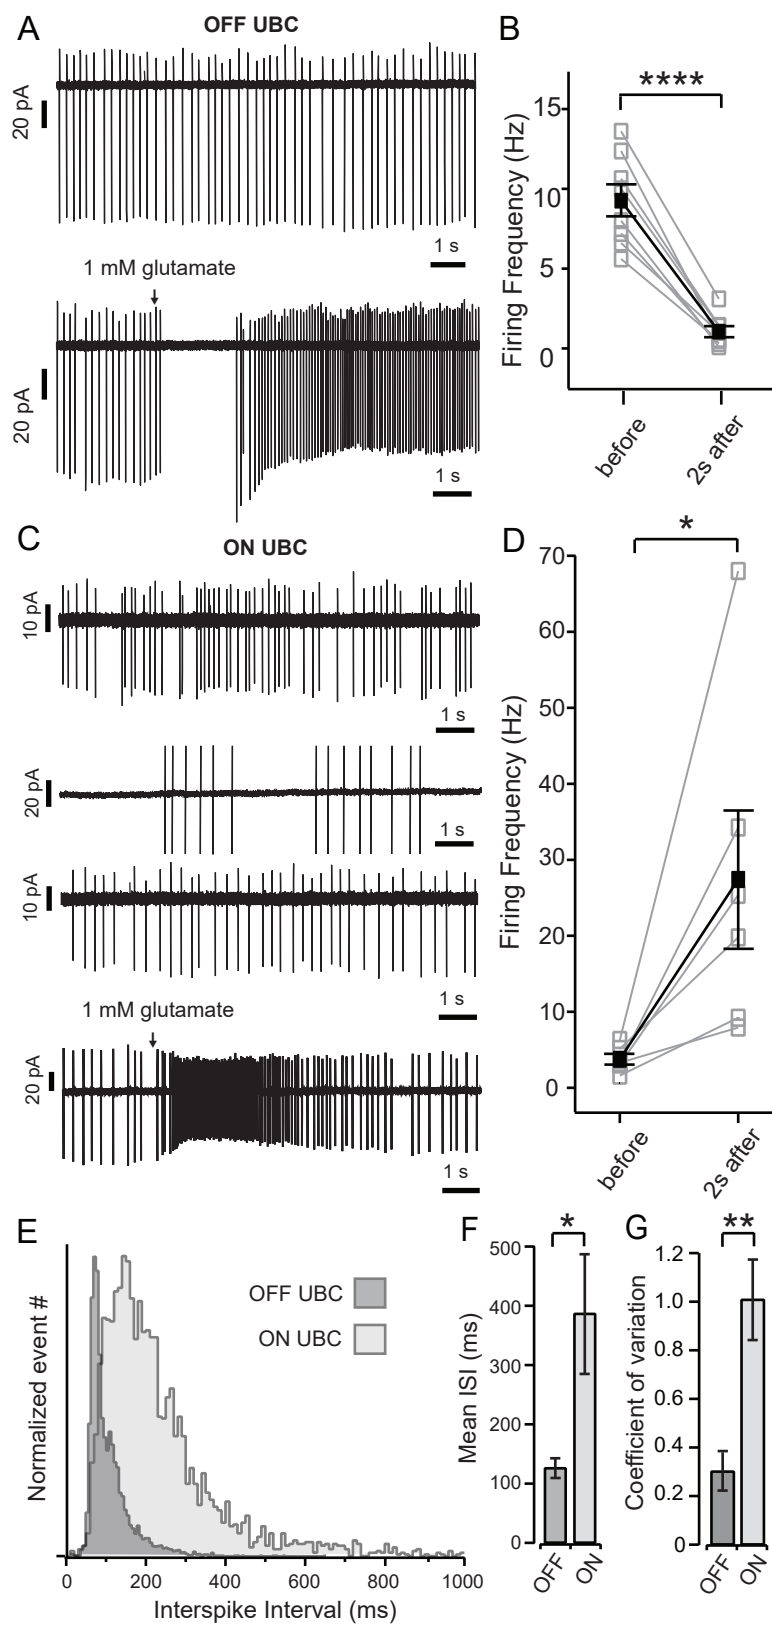 A
OFF UBC
20 pA
1 s
1 mM glutamate
20 pA
1 s
B
****
Firing Frequency (Hz)
15
10
5
0
before
2s after
C
ON UBC
10 pA
1 s
20 pA
1 s
10 pA
1 s
1 mM glutamate
20 pA
1 s
D
*
Firing Frequency (Hz)
70
60
50
40
30
20
10
0
before
2s after
E
Normalized event #
OFF UBC
ON UBC
0
200
400
600
800
1000
Interspike Interval (ms)
F
*
Mean ISI (ms)
500
400
300
200
100
0
OFF
ON
G
**
Coefficient of variation
1.2
1.0
0.8
0.6
0.4
0.2
0
OFF
ON